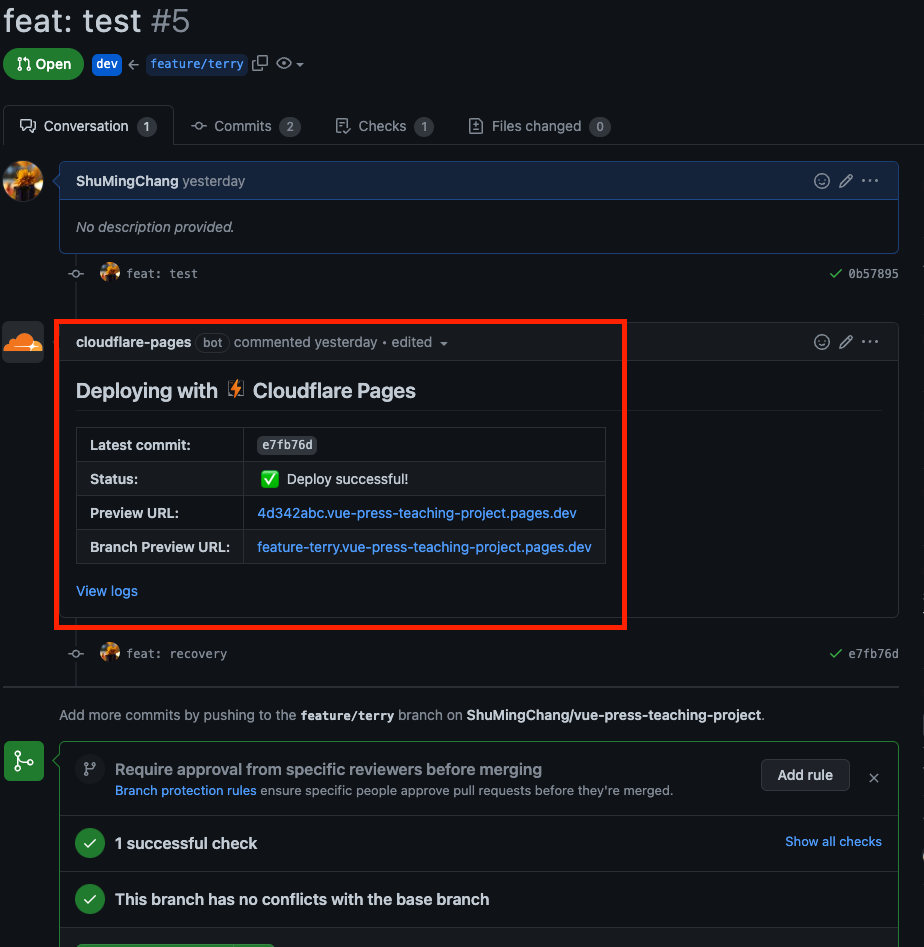 feat: test #5
Open dev ← feature/terry
Conversation 1 Commits 2 Checks 1 Files changed 0
ShuMingChang yesterday
No description provided.
feat: test 0b57895
cloudflare-pages bot commented yesterday • edited
Deploying with Cloudflare Pages
Latest commit: e7fb76d
Status: ✅ Deploy successful!
Preview URL: 4d342abc.vue-press-teaching-project.pages.dev
Branch Preview URL: feature-terry.vue-press-teaching-project.pages.dev
View logs
feat: recovery e7fb76d
Add more commits by pushing to the feature/terry branch on ShuMingChang/vue-press-teaching-project.
Require approval from specific reviewers before merging
Add rule
Branch protection rules ensure specific people approve pull requests before they're merged.
1 successful check Show all checks
This branch has no conflicts with the base branch